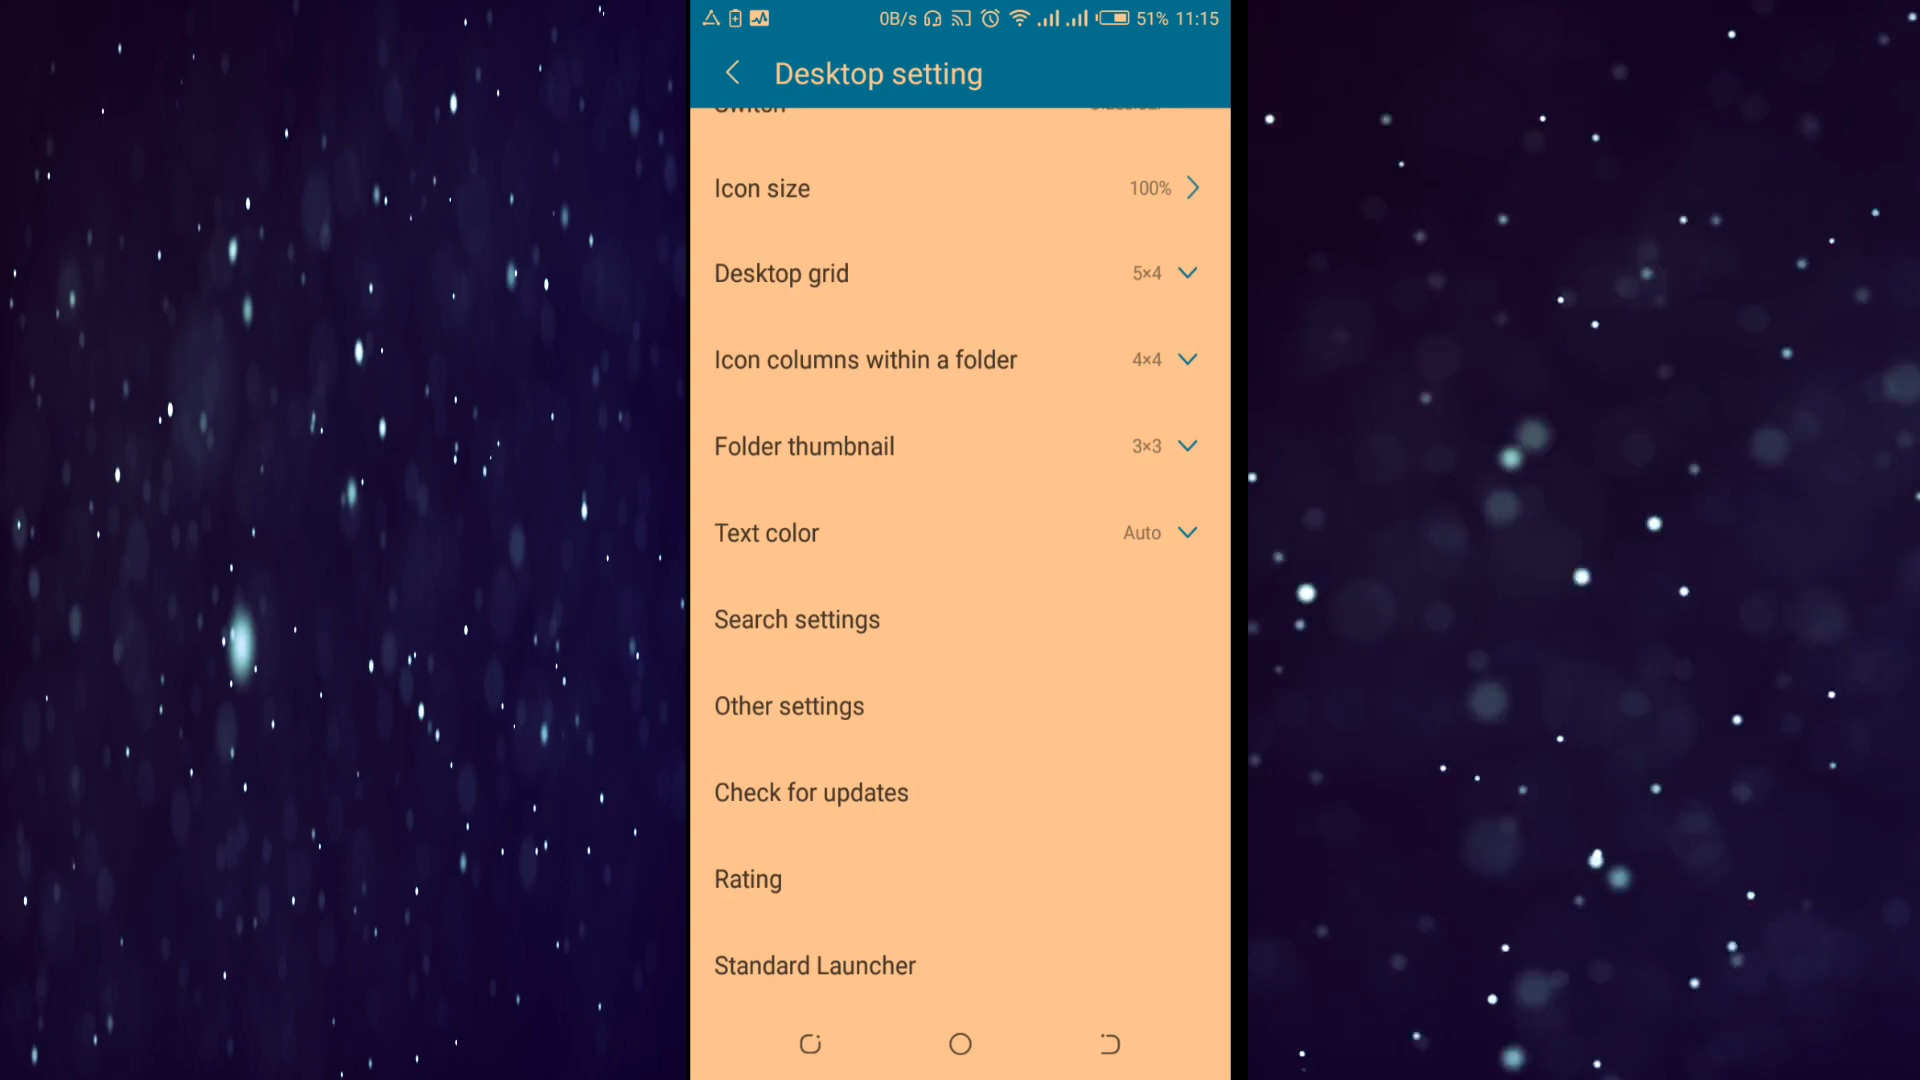 0B/s 51% 11:15
Desktop setting
Switch
Icon size 100%
Desktop grid 5×4
Icon columns within a folder 4×4
Folder thumbnail 3×3
Text color Auto
Search settings
Other settings
Check for updates
Rating
Standard Launcher